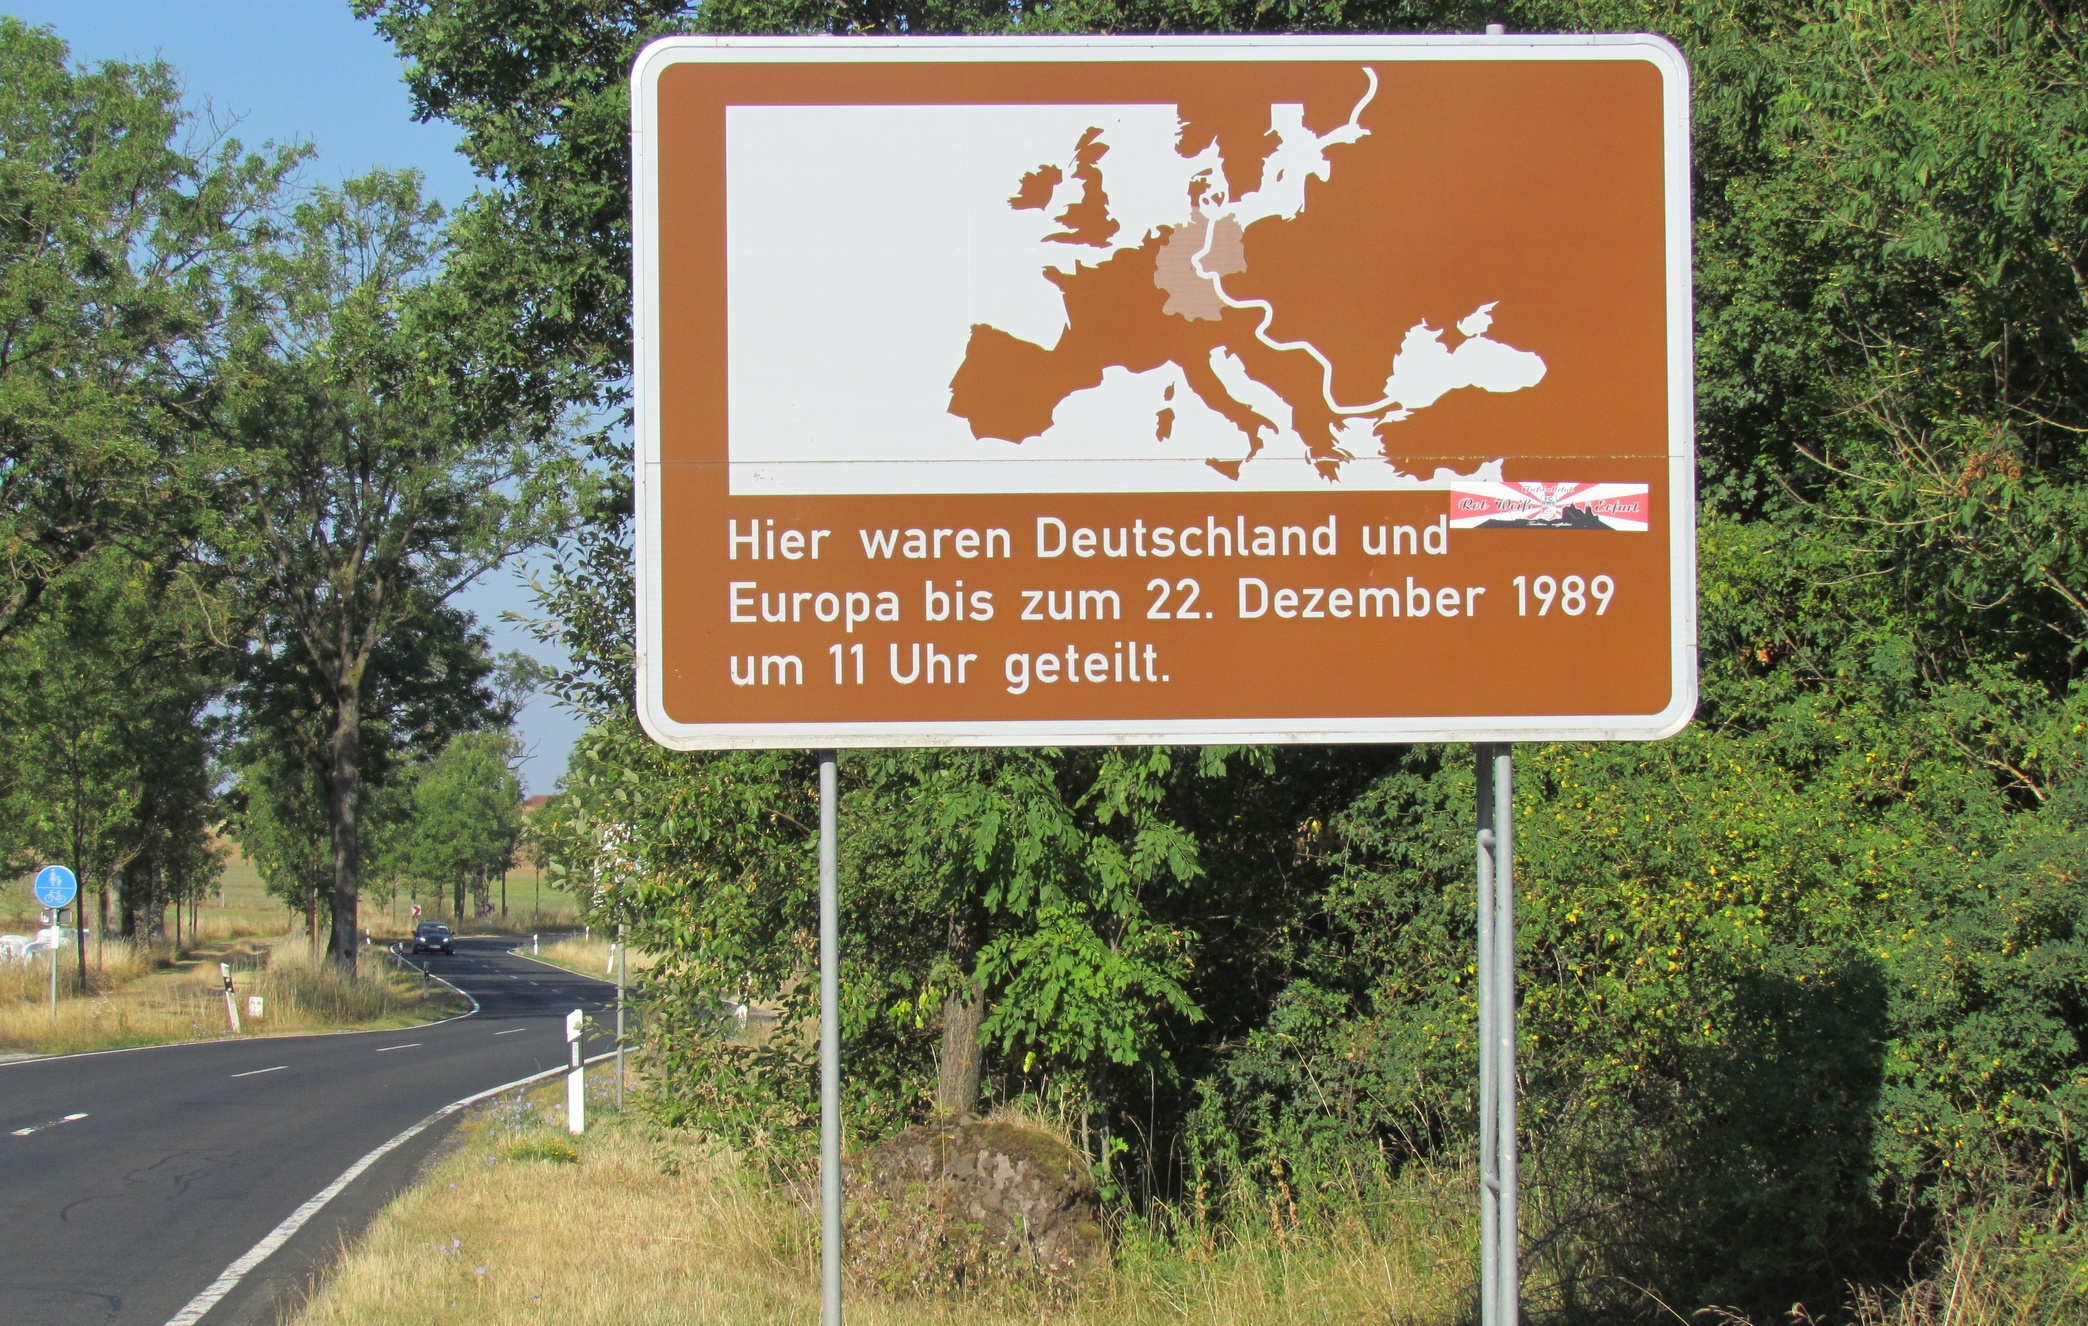 Hier waren Deutschland und
Europa bis zum 22. Dezember 1989
um 11 Uhr geteilt.
Rot Weiß Erfurt